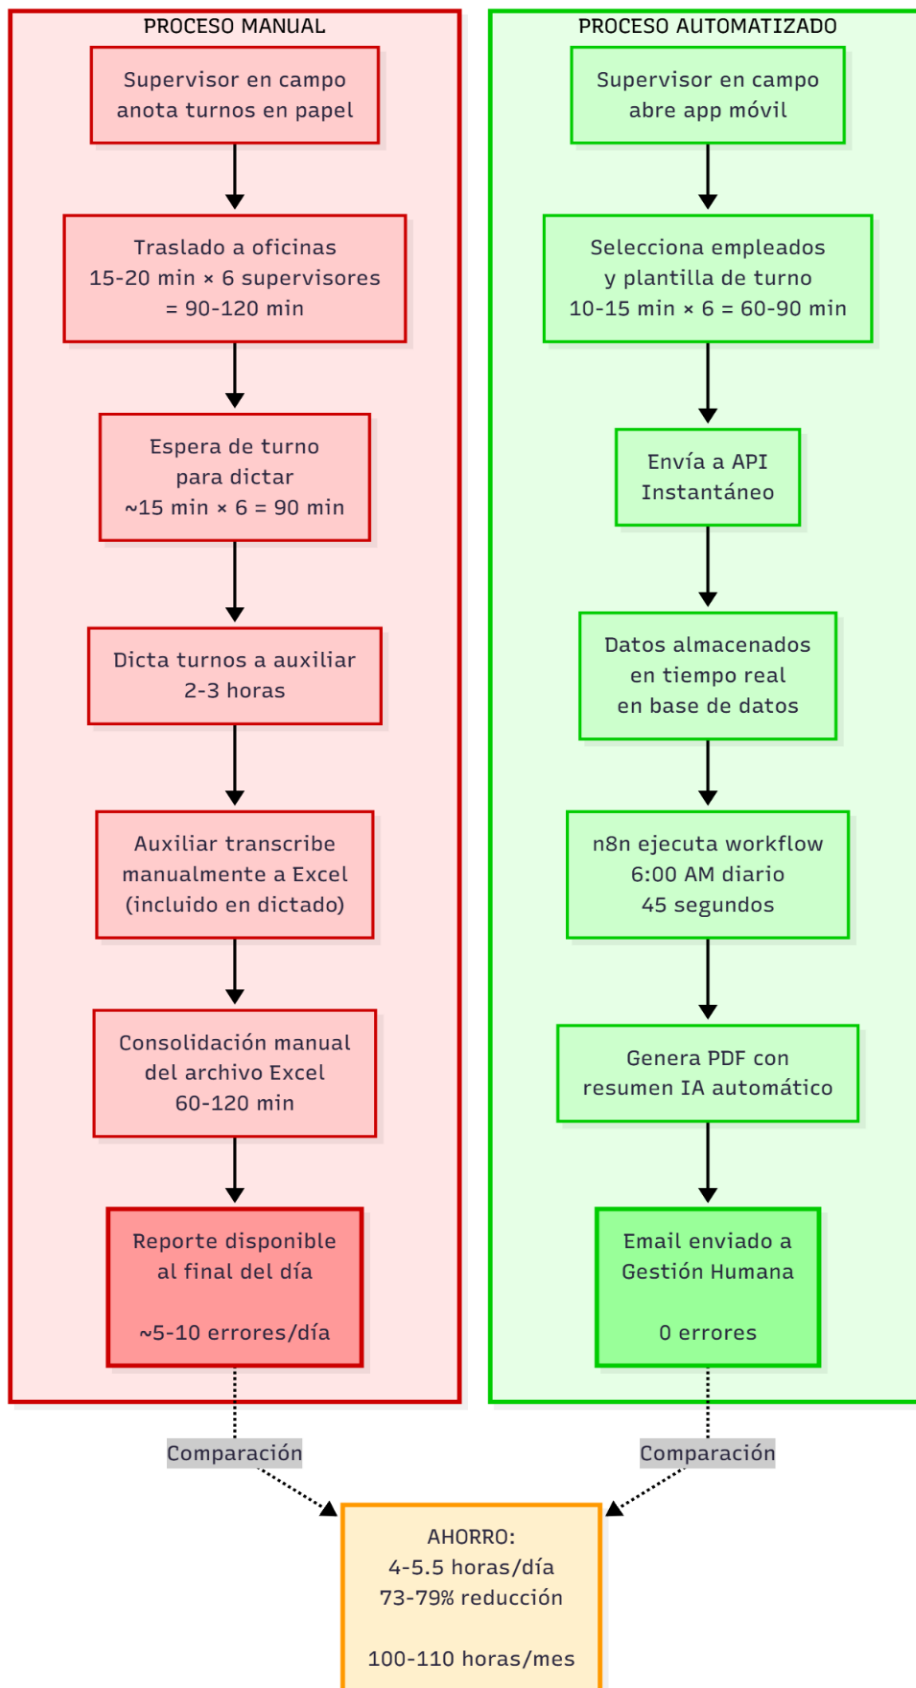 PROCESO MANUAL
Supervisor en campo
anota turnos en papel
Traslado a oficinas
15-20 min × 6 supervisores
= 90-120 min
Espera de turno
para dictar
~15 min × 6 = 90 min
Dicta turnos a auxiliar
2-3 horas
Auxiliar transcribe
manualmente a Excel
(incluido en dictado)
Consolidación manual
del archivo Excel
60-120 min
Reporte disponible
al final del día
~5-10 errores/día
PROCESO AUTOMATIZADO
Supervisor en campo
abre app móvil
Selecciona empleados
y plantilla de turno
10-15 min × 6 = 60-90 min
Envía a API
Instantáneo
Datos almacenados
en tiempo real
en base de datos
n8n ejecuta workflow
6:00 AM diario
45 segundos
Genera PDF con
resumen IA automático
Email enviado a
Gestión Humana
0 errores
Comparación
Comparación
AHORRO:
4-5.5 horas/día
73-79% reducción
100-110 horas/mes